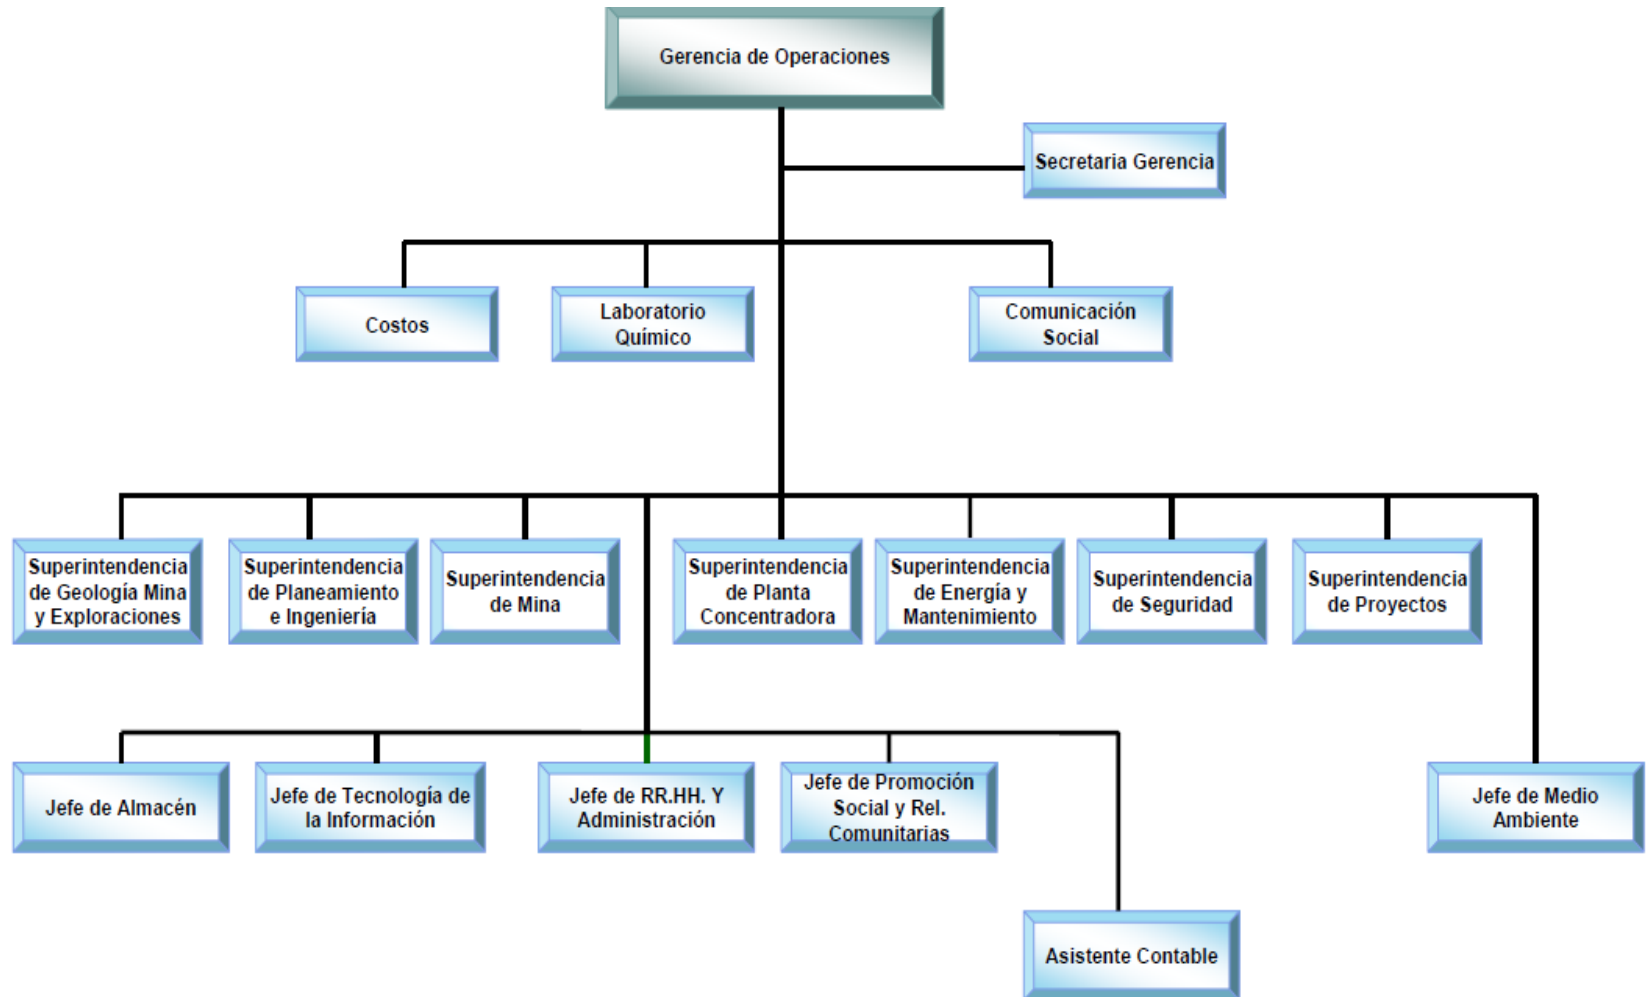 Gerencia de Operaciones
Secretaria Gerencia
Costos
Laboratorio
Químico
Comunicación
Social
Superintendencia
de Geología Mina
y Exploraciones
Superintendencia
de Planeamiento
e Ingeniería
Superintendencia
de Mina
Superintendencia
de Planta
Concentradora
Superintendencia
de Energía y
Mantenimiento
Superintendencia
de Seguridad
Superintendencia
de Proyectos
Jefe de Almacén
Jefe de Tecnología de
la Información
Jefe de RR.HH. Y
Administración
Jefe de Promoción
Social y Rel.
Comunitarias
Jefe de Medio
Ambiente
Asistente Contable